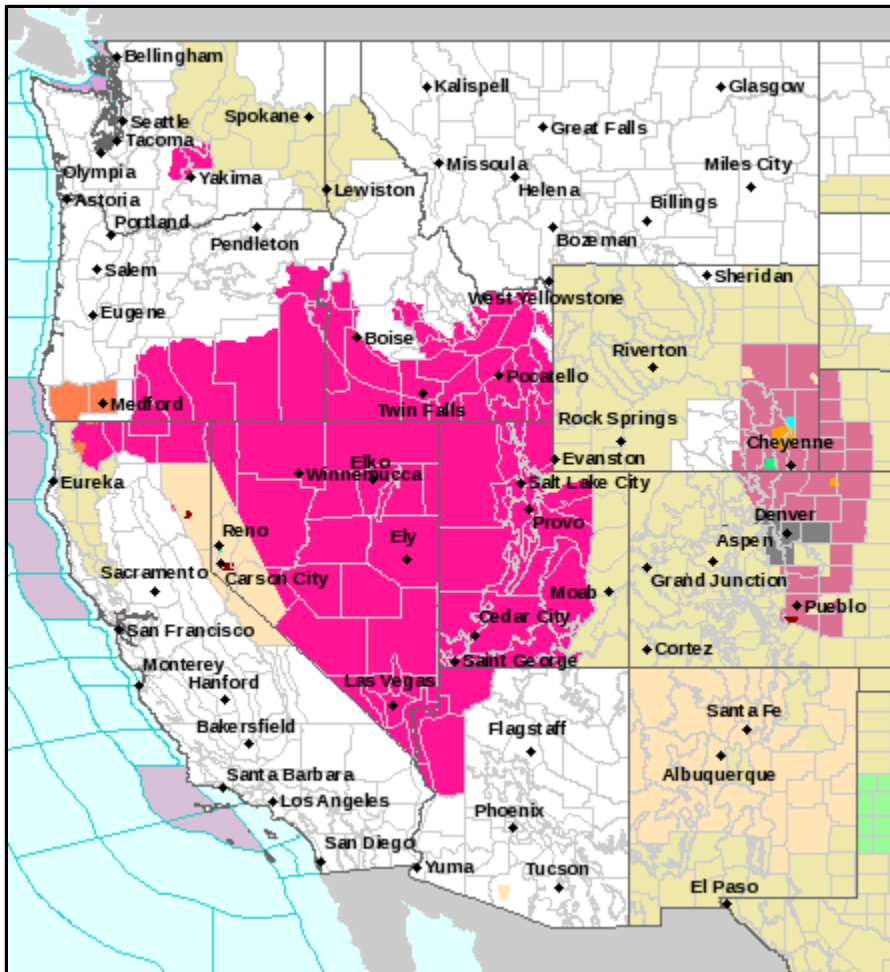 Bellingham
Kalispell
Glasgow
Seattle
Spokane
Great Falls
Tacoma
Olympia
Missoula
Miles City
Yakima
Helena
Lewiston
Astoria
Billings
Portland
Pendleton
Bozeman
Salem
Sheridan
West Yellowstone
Eugene
Boise
Riverton
Pocatello
Medford
Twin Falls
Rock Springs
Cheyenne
Elko
Evanston
Winnemucca
Eureka
Salt Lake City
Provo
Denver
Reno
Ely
Aspen
Sacramento
Carson City
Grand Junction
Moab
Pueblo
San Francisco
Cedar City
Cortez
Saint George
Monterey
Hanford
Las Vegas
Santa Fe
Bakersfield
Flagstaff
Albuquerque
Santa Barbara
Los Angeles
Phoenix
San Diego
Yuma
Tucson
El Paso